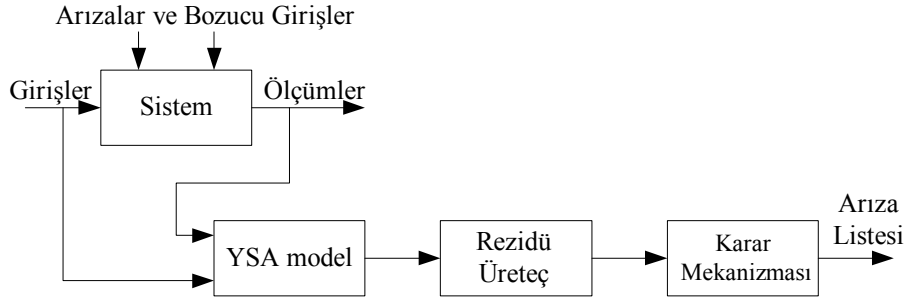 Arızalar ve Bozucu Girişler
Girişler
Sistem
Ölçümler
YSA model
Rezidü
Üreteç
Karar
Mekanizması
Arıza
Listesi